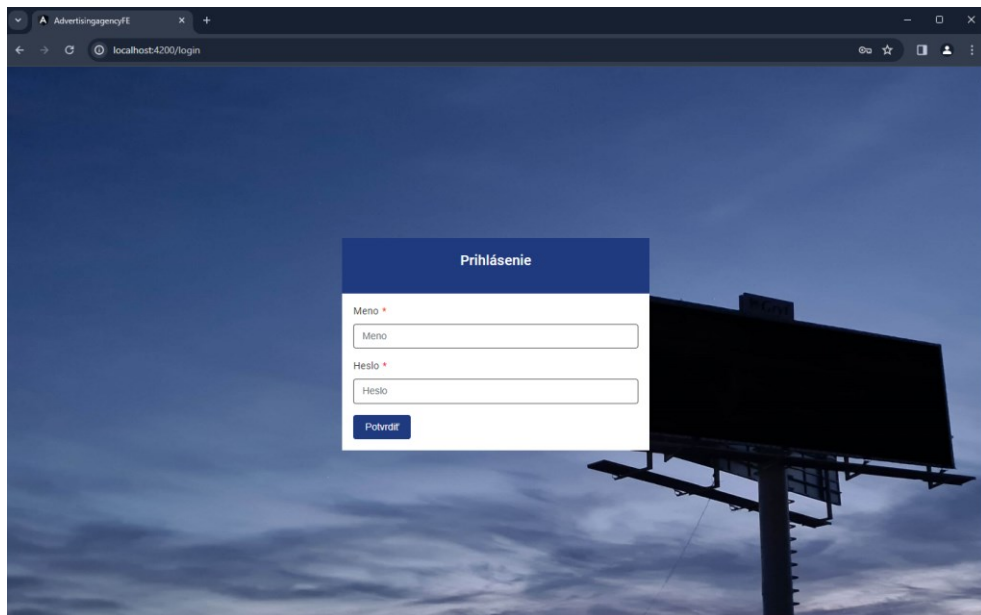 AdvertisingagencyFE
localhost:4200/login
Prihlásenie
Meno *
Meno
Heslo *
Heslo
Potvrdiť